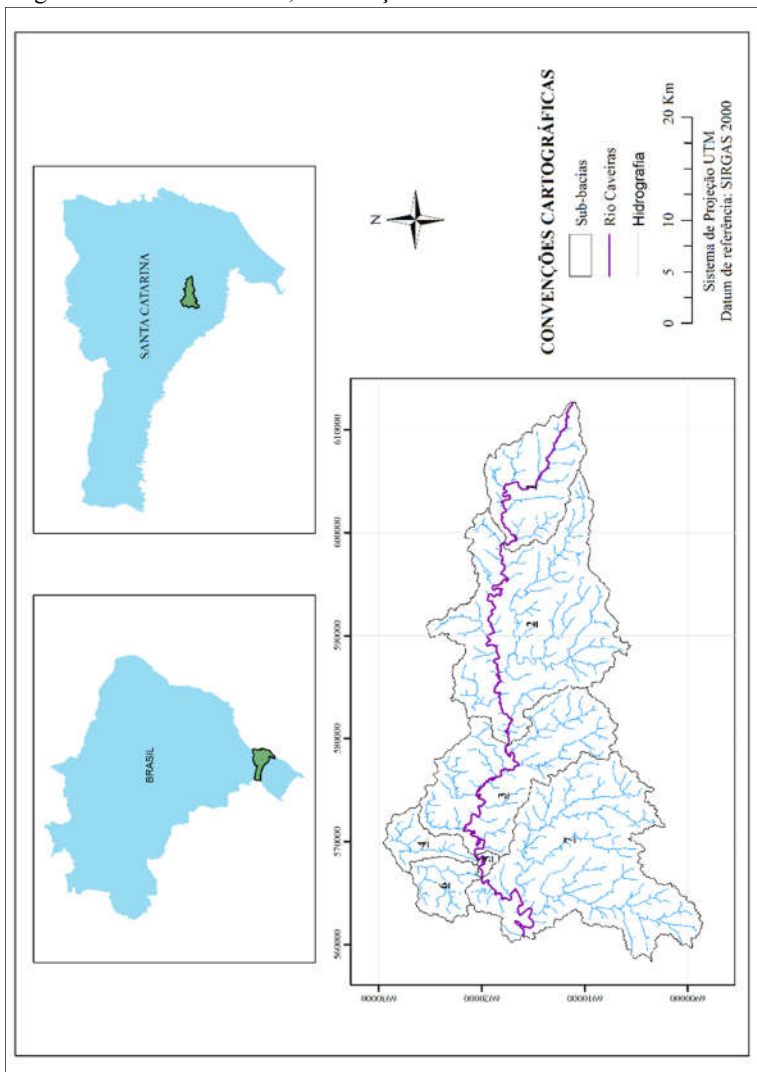 BRASIL
SANTA CATARINA
N
560000
570000
580000
590000
600000
610000
6930000
6920000
6910000
6900000
1
2
3
4
6
7
CONVENÇÕES CARTOGRÁFICAS
Sub-bacias
Rio Caveiras
Hidrografia
0 5 10 20 Km
Sistema de Projeção UTM
Datum de referência: SIRGAS 2000